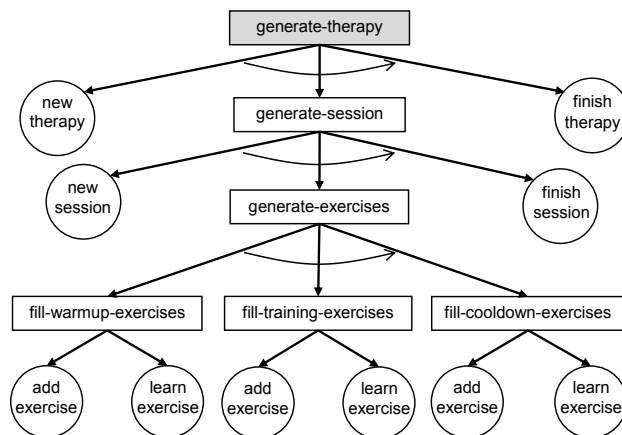 generate-therapy
new
therapy
generate-session
finish
therapy
new
session
generate-exercises
finish
session
fill-warmup-exercises
fill-training-exercises
fill-cooldown-exercises
add
exercise
learn
exercise
add
exercise
learn
exercise
add
exercise
learn
exercise